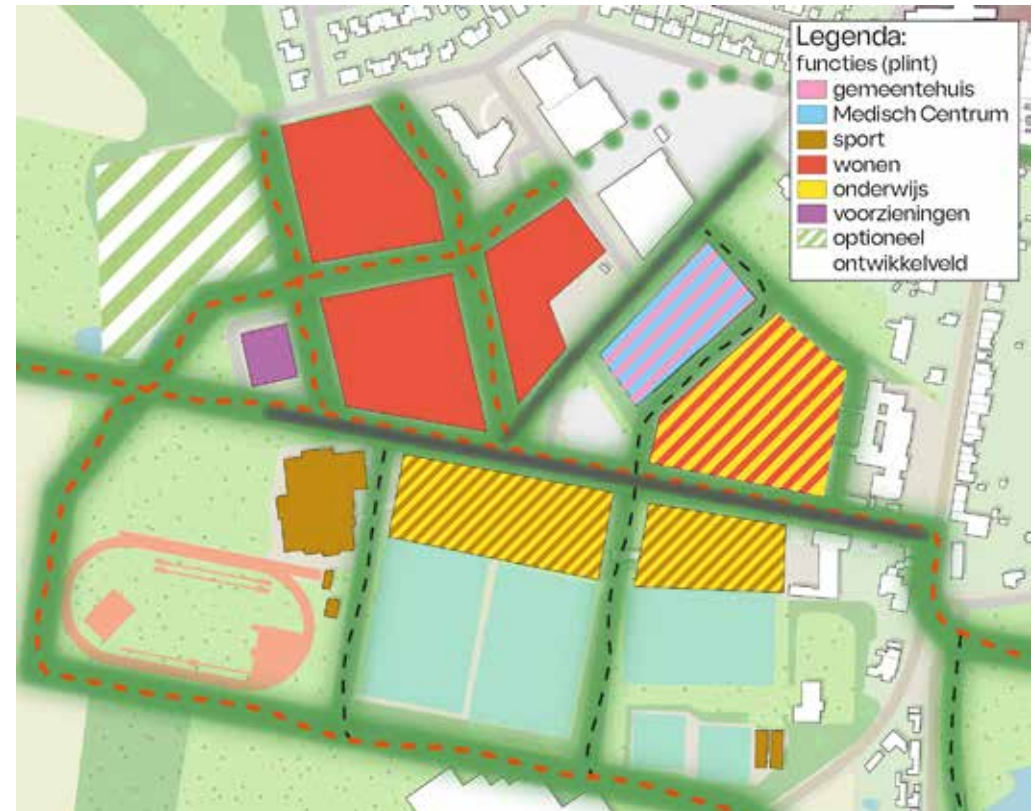 Legenda:
functies (plint)
gemeentehuis
Medisch Centrum
sport
wonen
onderwijs
voorzieningen
optioneel
ontwikkelveld